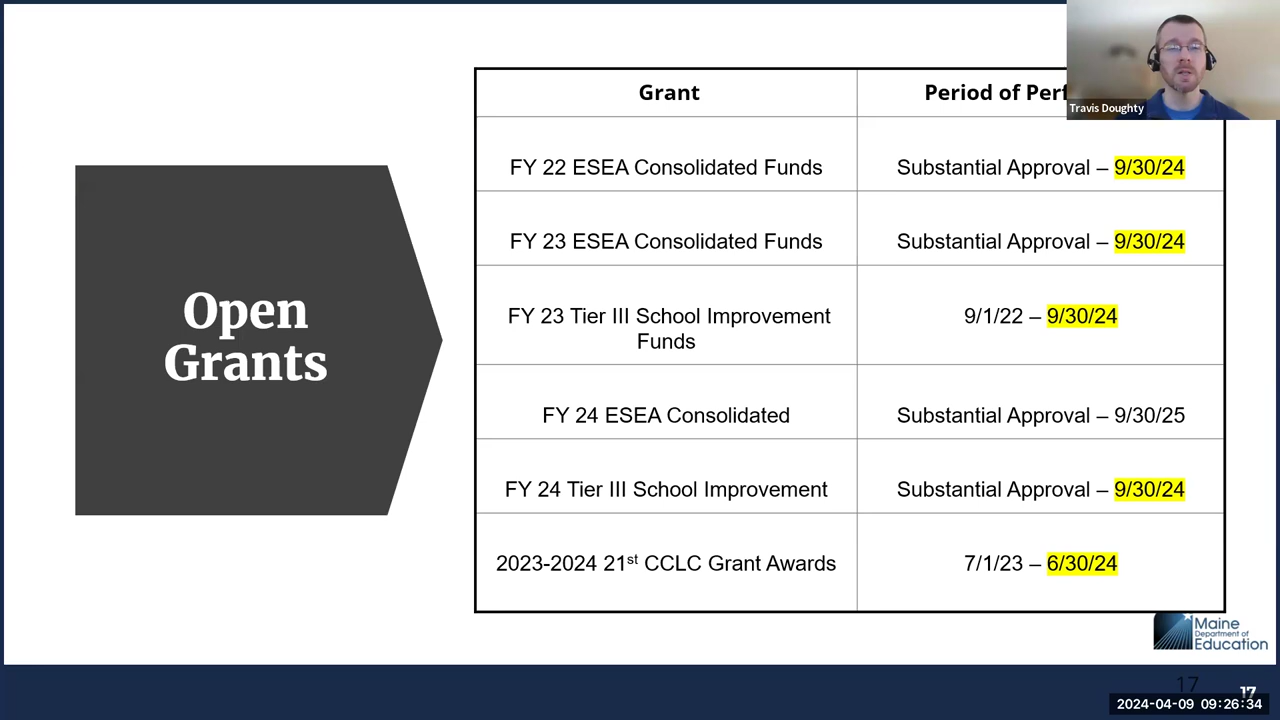 Open
Grants
Grant
Period of
FY 22 ESEA Consolidated Funds
Substantial Approval – 9/30/24
FY 23 ESEA Consolidated Funds
Substantial Approval – 9/30/24
FY 23 Tier III School Improvement
Funds
9/1/22 – 9/30/24
FY 24 ESEA Consolidated
Substantial Approval – 9/30/25
FY 24 Tier III School Improvement
Substantial Approval – 9/30/24
2023-2024 21st CCLC Grant Awards
7/1/23 – 6/30/24
Travis Doughty
Maine
Department of
Education
17
17
2024-04-09 09:26:34